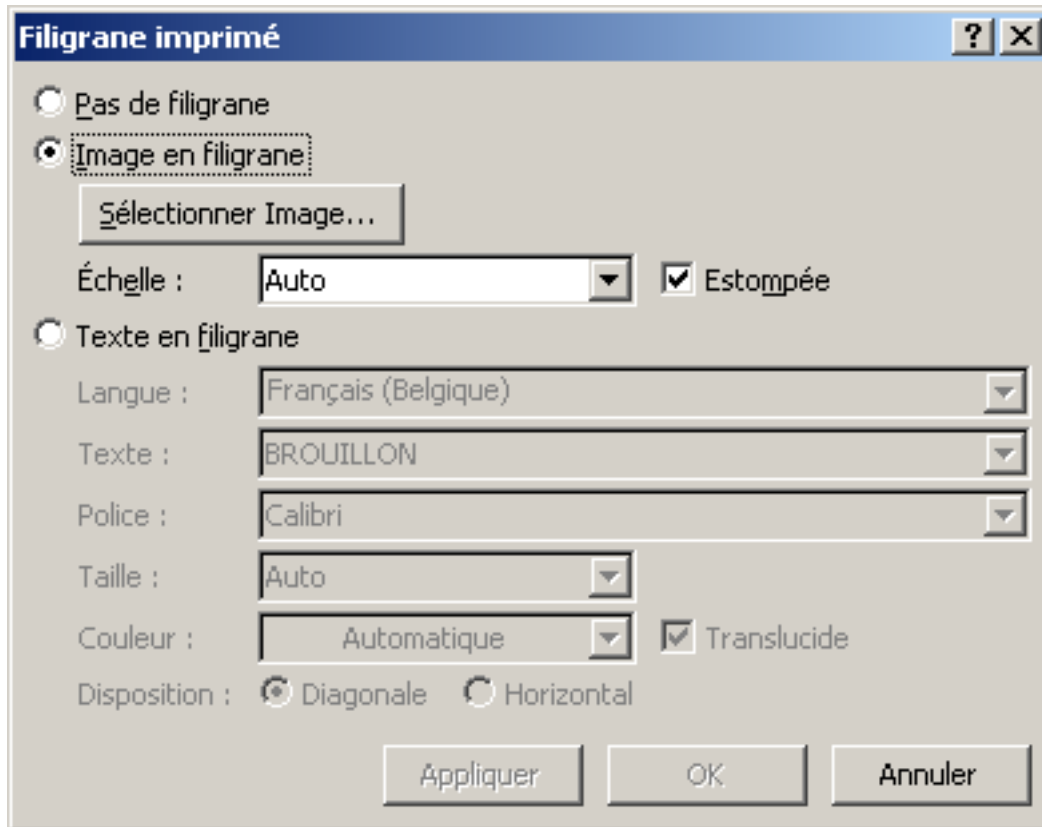 Filigrane imprimé
Pas de filigrane
Image en filigrane
Sélectionner Image...
Échelle : Auto Estompée
Texte en filigrane
Langue : Français (Belgique)
Texte : BROUILLON
Police : Calibri
Taille : Auto
Couleur : Automatique Translucide
Disposition : Diagonale Horizontal
Appliquer OK Annuler